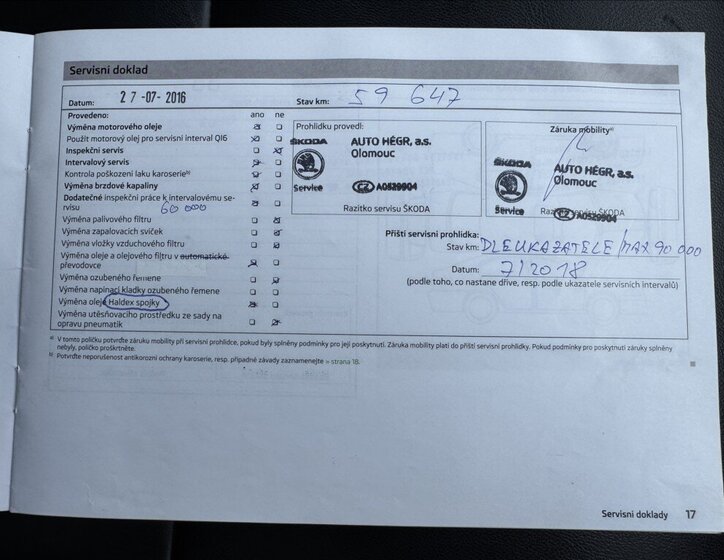 Servisní doklad
Datum: 27 -07- 2016
Stav km: 59 647
Provedeno: ano ne
Výměna motorového oleje
Použit motorový olej pro servisní interval QI6
Inspekční servis
Intervalový servis
Kontrola poškození laku karoserieᵇ⁾
Výměna brzdové kapaliny
Dodatečné inspekční práce k intervalovému se-
rvisu 60 000
Výměna palivového filtru
Výměna zapalovacích svíček
Výměna vložky vzduchového filtru
Výměna oleje a olejového filtru v automatické
převodovce
Výměna ozubeného řemene
Výměna napínací kladky ozubeného řemene
Výměna oleje Haldex spojky
Výměna utěsňovacího prostředku ze sady na
opravu pneumatik
Prohlídku provedl:
ŠKODA
AUTO HÉGR, a.s.
Olomouc
Service
CZ A0529904
Razítko servisu ŠKODA
Záruka mobilityᵃ⁾
ŠKODA
AUTO HÉGR, a.s.
Olomouc
Service
CZ A0529904
Příští servisní prohlídka:
Stav km: DLE UKAZATELE / MAX 90 000
Datum: 7/2018
(podle toho, co nastane dříve, resp. podle ukazatele servisních intervalů)
ᵃ⁾ V tomto políčku potvrďte záruku mobility při servisní prohlídce, pokud byly splněny podmínky pro její poskytnutí. Záruka mobility platí do příští servisní prohlídky. Pokud podmínky pro poskytnutí záruky splněny
nebyly, políčko proškrtněte.
ᵇ⁾ Potvrďte neporušenost antikorozní ochrany karoserie, resp. případné závady zaznamenejte » strana 18.
Servisní doklady 17